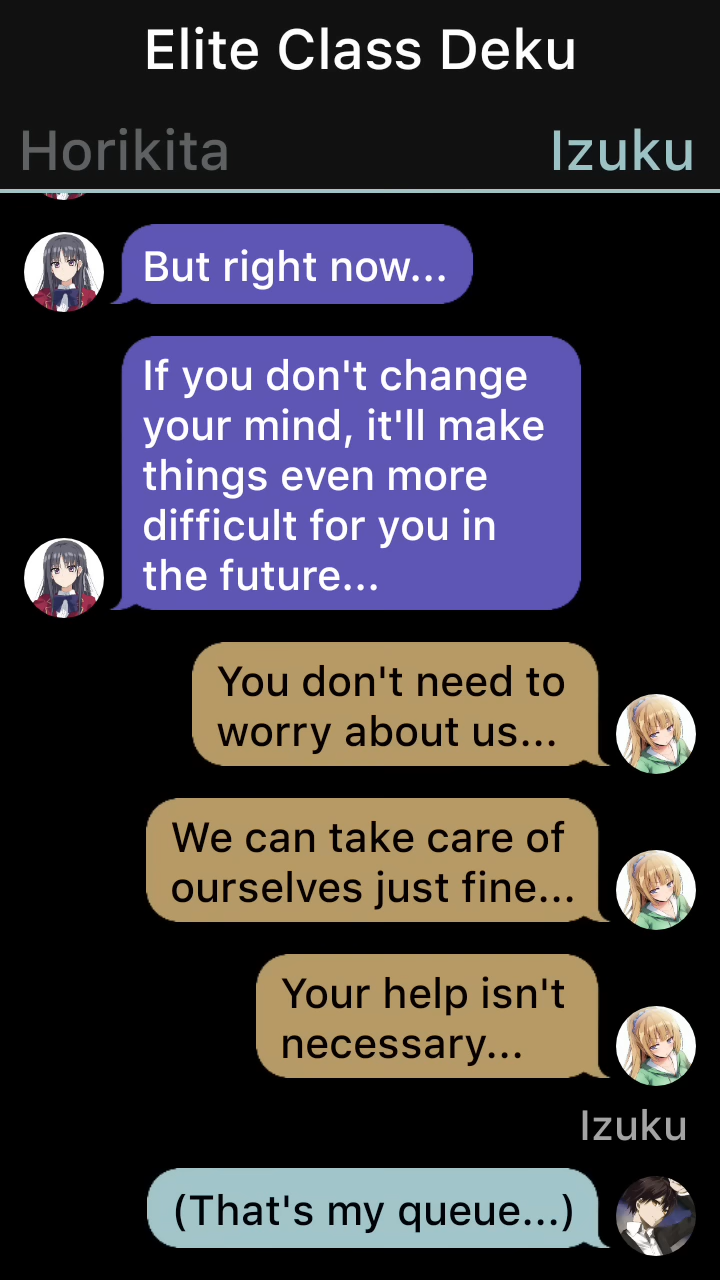 Elite Class Deku
Horikita
Izuku
But right now...
If you don't change
your mind, it'll make
things even more
difficult for you in
the future...
You don't need to
worry about us...
We can take care of
ourselves just fine...
Your help isn't
necessary...
Izuku
(That's my queue...)